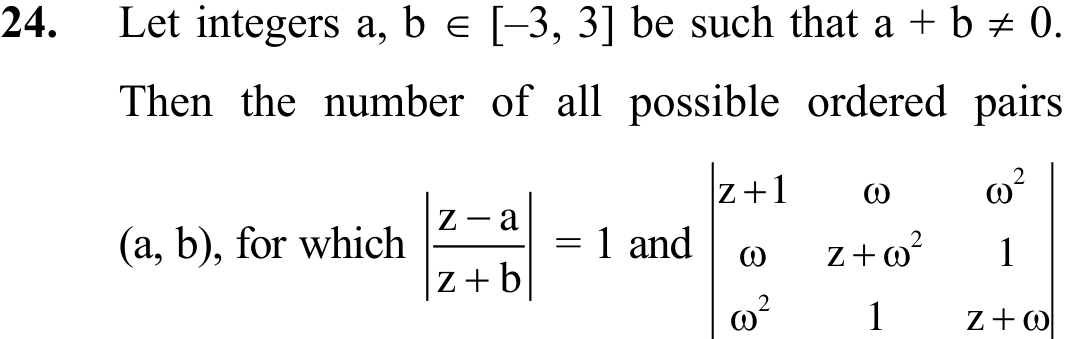 24. Let integers a, b ∈ [–3, 3] be such that a + b ≠ 0.
Then the number of all possible ordered pairs
(a, b), for which |(z – a)/(z + b)| = 1 and |z+1 ω ω²|
|ω z+ω² 1|
|ω² 1 z+ω|